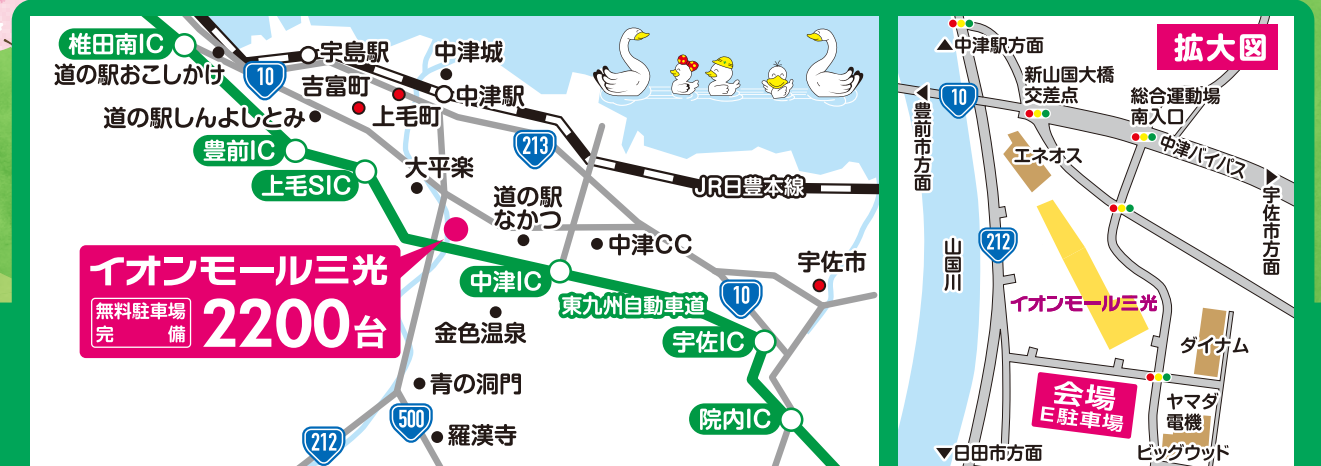 椎田南IC
道の駅おこしかけ
10
宇島駅
吉富町
上毛町
中津城
中津駅
道の駅しんよしとみ
豊前IC
上毛SIC
大平楽
213
JR日豊本線
道の駅
なかつ
中津CC
宇佐市
イオンモール三光
無料駐車場
完備
2200台
中津IC
東九州自動車道
10
金色温泉
宇佐IC
青の洞門
500
院内IC
212
羅漢寺
拡大図
▲中津駅方面
新山国大橋
交差点
総合運動場
南入口
10
◀豊前市方面
エネオス
中津バイパス
▶宇佐市方面
212
山国川
イオンモール三光
ダイナム
会場
E駐車場
ヤマダ
電機
▼日田市方面
ビッグウッド